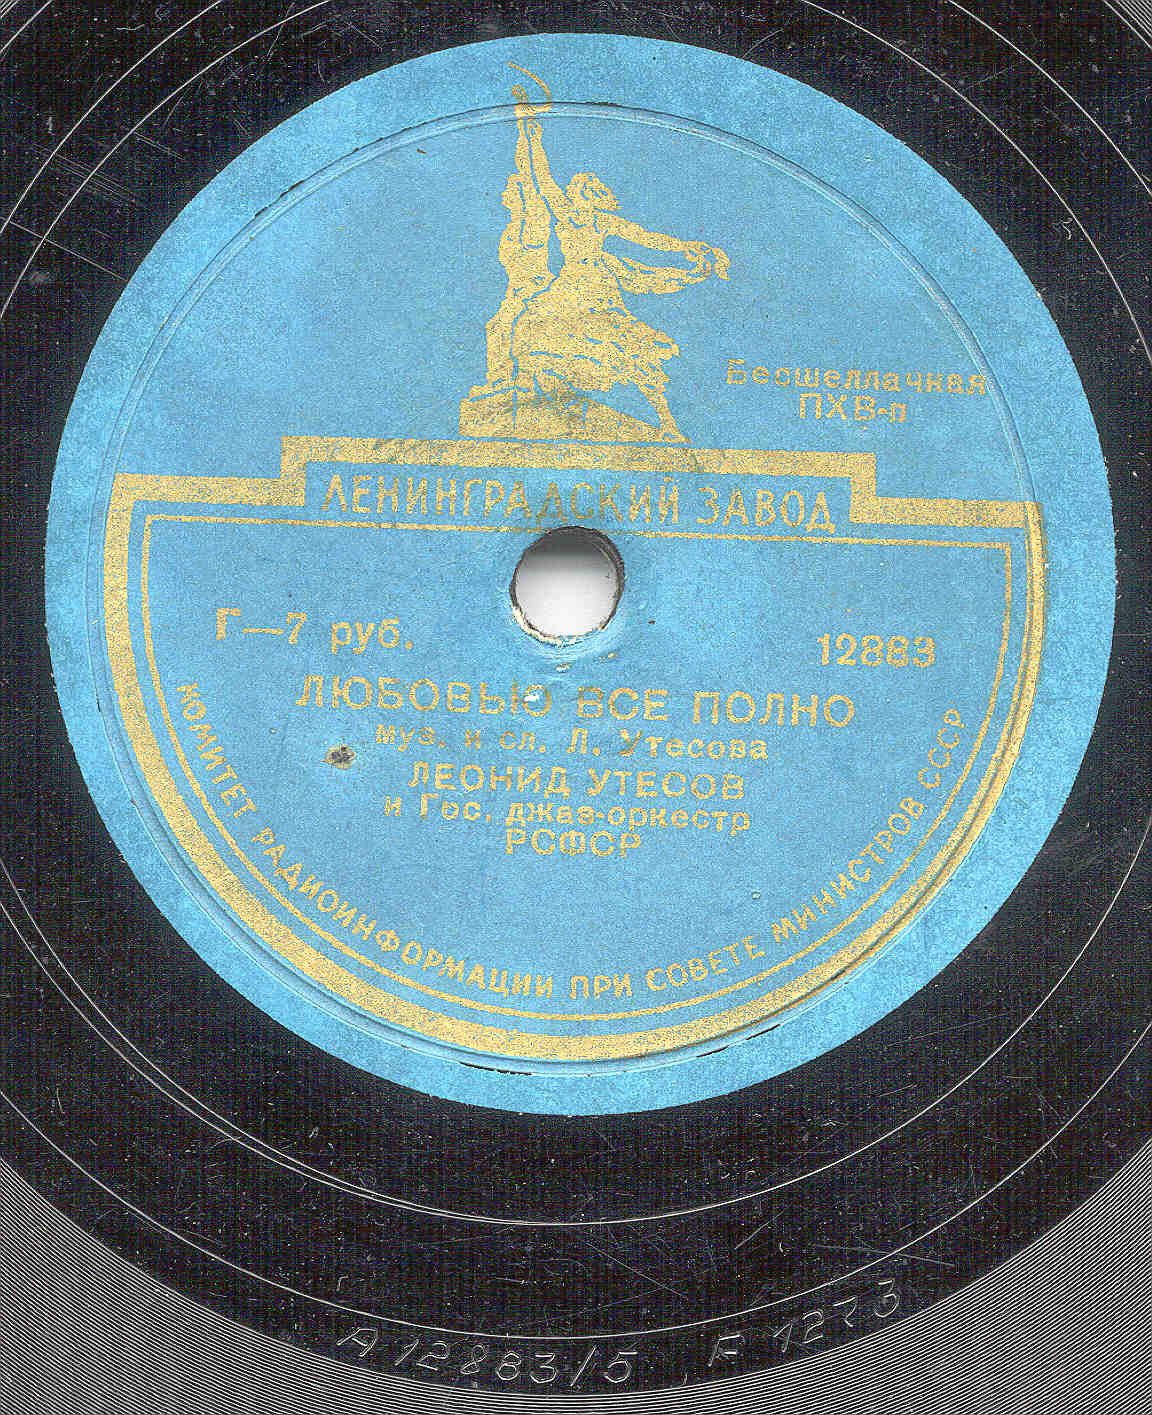 Бесшеллачная
ПХВ-п
ЛЕНИНГРАДСКИЙ ЗАВОД
Г—7 руб.
12883
ЛЮБОВЬЮ ВСЕ ПОЛНО
муз. и сл. Л. Утесова
ЛЕОНИД УТЕСОВ
и Гос. джаз-оркестр
РСФСР
КОМИТЕТ РАДИОИНФОРМАЦИИ ПРИ СОВЕТЕ МИНИСТРОВ СССР
А 12883/5
1273